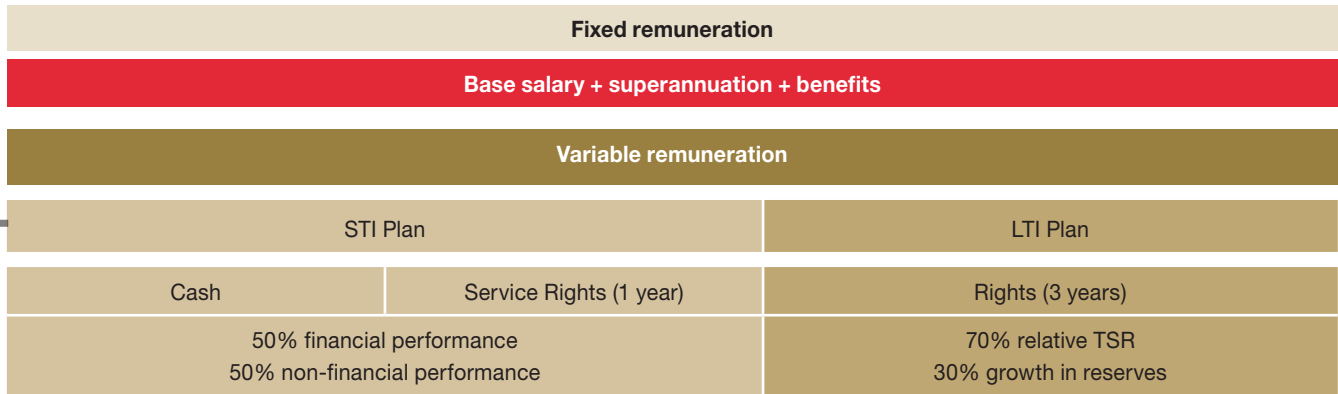 Fixed remuneration
Base salary + superannuation + benefits
Variable remuneration
STI Plan
LTI Plan
Cash
Service Rights (1 year)
Rights (3 years)
50% financial performance
50% non-financial performance
70% relative TSR
30% growth in reserves